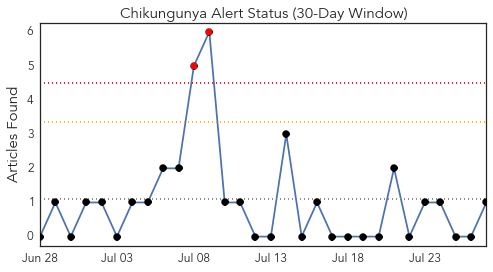 Chikungunya Alert Status (30-Day Window)
Articles Found
6
5
4
3
2
1
0
Jun 28 Jul 03 Jul 08 Jul 13 Jul 18 Jul 23